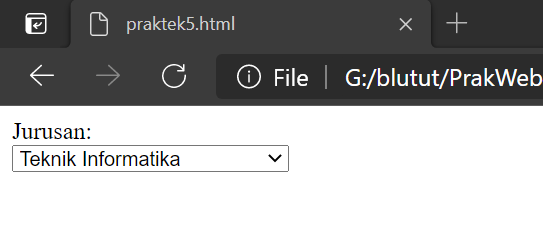 praktek5.html
File G:/blutut/PrakWeb
Jurusan:
Teknik Informatika